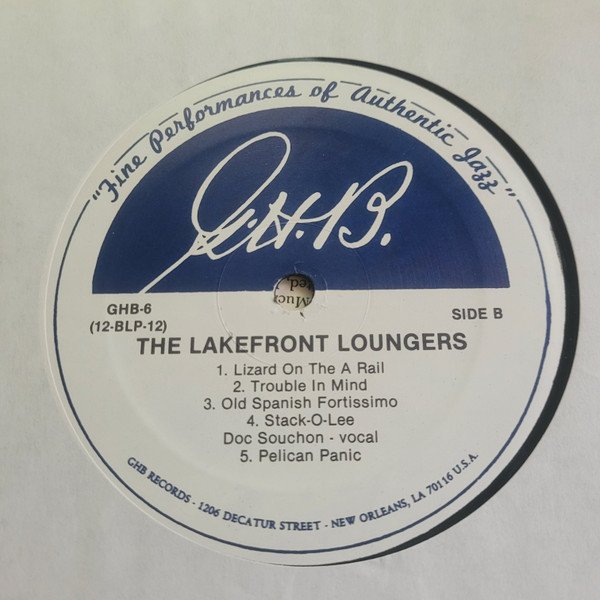 "Fine Performances of Authentic Jazz"
G.H.B.
GHB-6
(12-BLP-12)
SIDE B
THE LAKEFRONT LOUNGERS
1. Lizard On The A Rail
2. Trouble In Mind
3. Old Spanish Fortissimo
4. Stack-O-Lee
Doc Souchon - vocal
5. Pelican Panic
GHB RECORDS - 1206 DECATUR STREET - NEW ORLEANS, LA 70116 U.S.A.